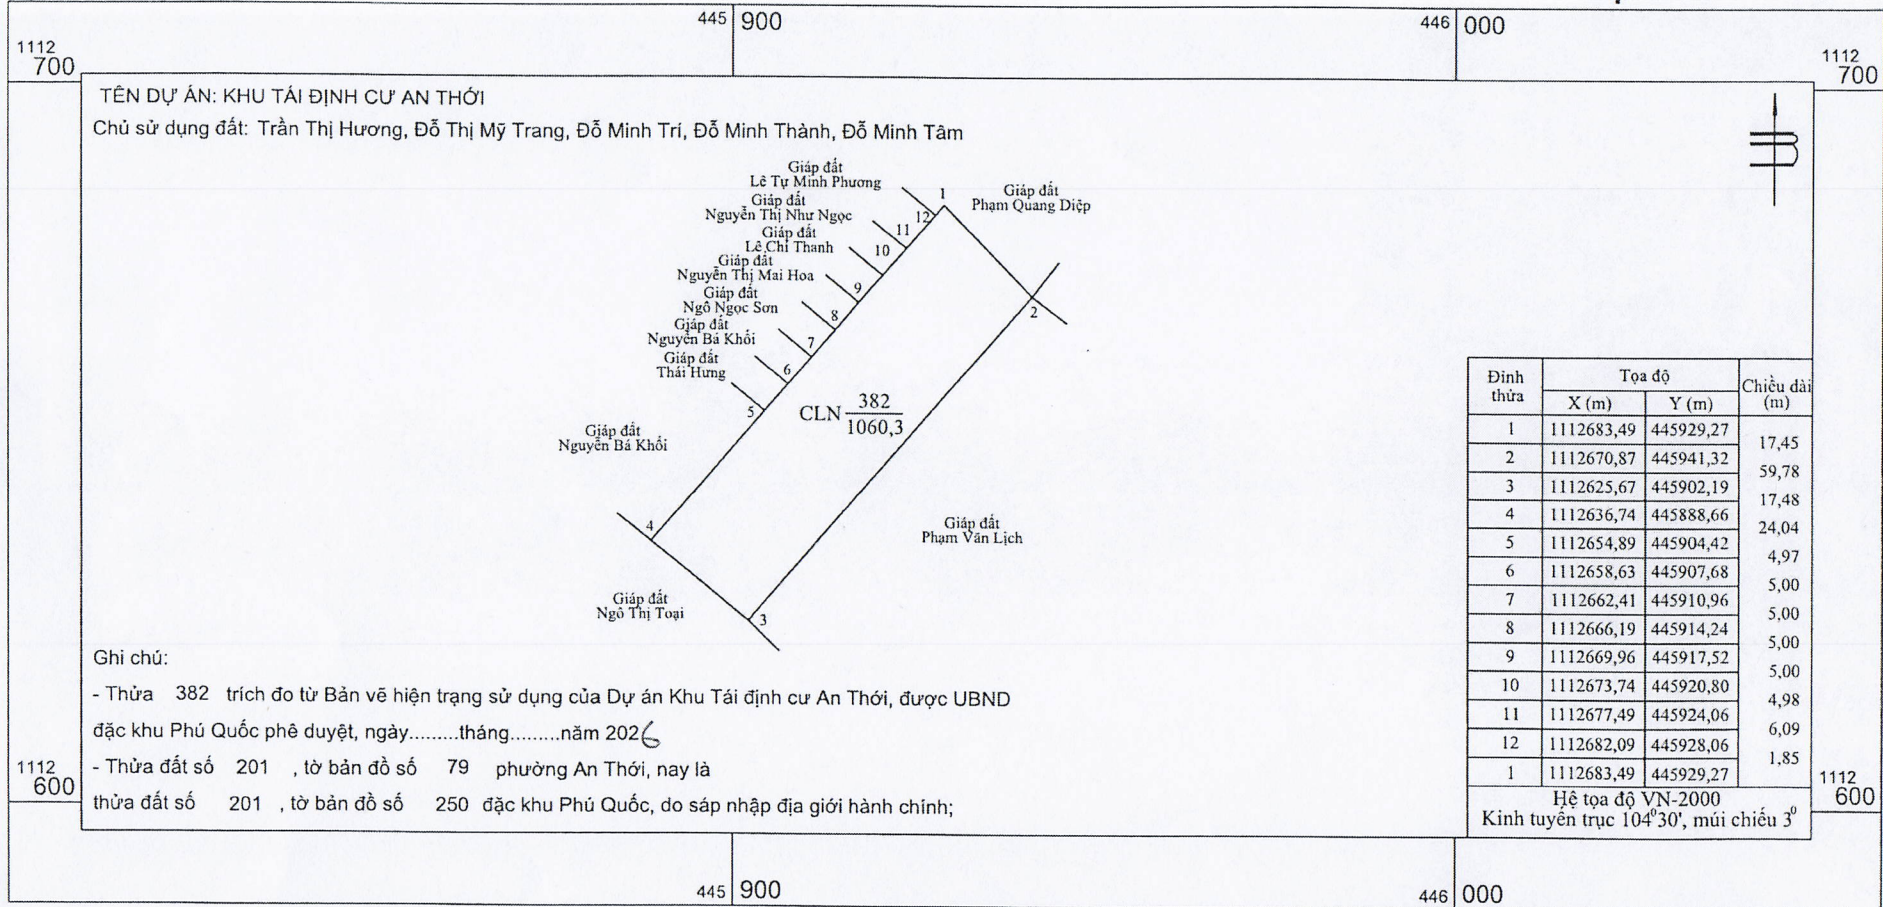 445 900
446 000
1112
700
1112
700
TÊN DỰ ÁN: KHU TÁI ĐỊNH CƯ AN THỚI
Chủ sử dụng đất: Trần Thị Hương, Đỗ Thị Mỹ Trang, Đỗ Minh Trí, Đỗ Minh Thành, Đỗ Minh Tâm
Giáp đất
Lê Tự Minh Phương
Giáp đất
Nguyễn Thị Như Ngọc
Giáp đất
Lê Chí Thanh
Giáp đất
Nguyễn Thị Mai Hoa
Giáp đất
Ngô Ngọc Sơn
Giáp đất
Nguyễn Bá Khối
Giáp đất
Thái Hưng
Giáp đất
Nguyễn Bá Khối
Giáp đất
Phạm Quang Diệp
1
12
11
10
9
8
7
6
5
4
2
3
CLN 382
1060,3
Giáp đất
Phạm Văn Lịch
Giáp đất
Ngô Thị Toại
Đỉnh thửa Tọa độ Chiều dài (m)
X (m) Y (m)
1 1112683,49 445929,27
17,45
2 1112670,87 445941,32
59,78
3 1112625,67 445902,19
17,48
4 1112636,74 445888,66
24,04
5 1112654,89 445904,42
4,97
6 1112658,63 445907,68
5,00
7 1112662,41 445910,96
5,00
8 1112666,19 445914,24
5,00
9 1112669,96 445917,52
5,00
10 1112673,74 445920,80
4,98
11 1112677,49 445924,06
6,09
12 1112682,09 445928,06
1,85
1 1112683,49 445929,27
Hệ tọa độ VN-2000
Kinh tuyến trục 104⁰30', múi chiếu 3⁰
Ghi chú:
- Thửa 382 trích đo từ Bản vẽ hiện trạng sử dụng của Dự án Khu Tái định cư An Thới, được UBND
đặc khu Phú Quốc phê duyệt, ngày.........tháng.........năm 2026
- Thửa đất số 201 , tờ bản đồ số 79 phường An Thới, nay là
thửa đất số 201 , tờ bản đồ số 250 đặc khu Phú Quốc, do sáp nhập địa giới hành chính;
1112
600
1112
600
445 900
446 000